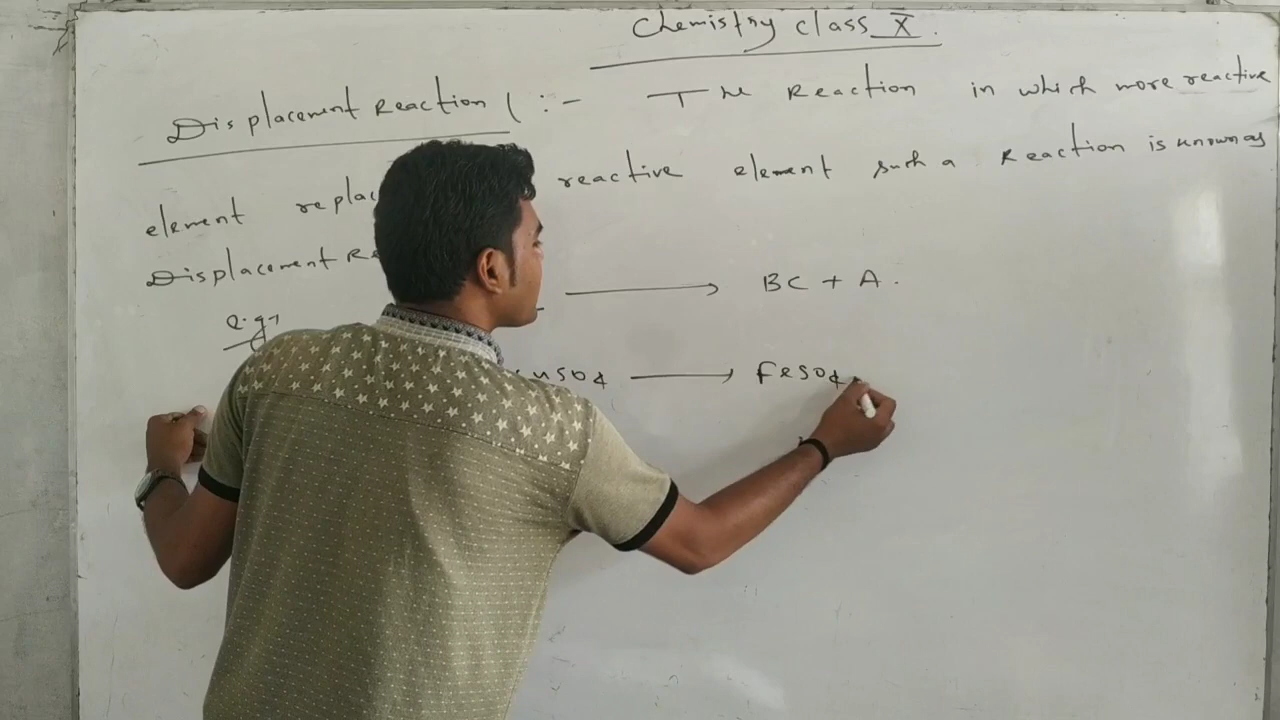 Chemistry class X.
Displacement Reaction ( :- The Reaction in which more reactive
element replac reactive element such a Reaction is known as
Displacement Re
e.g,
→ BC + A.
uSO4 → FeSO4